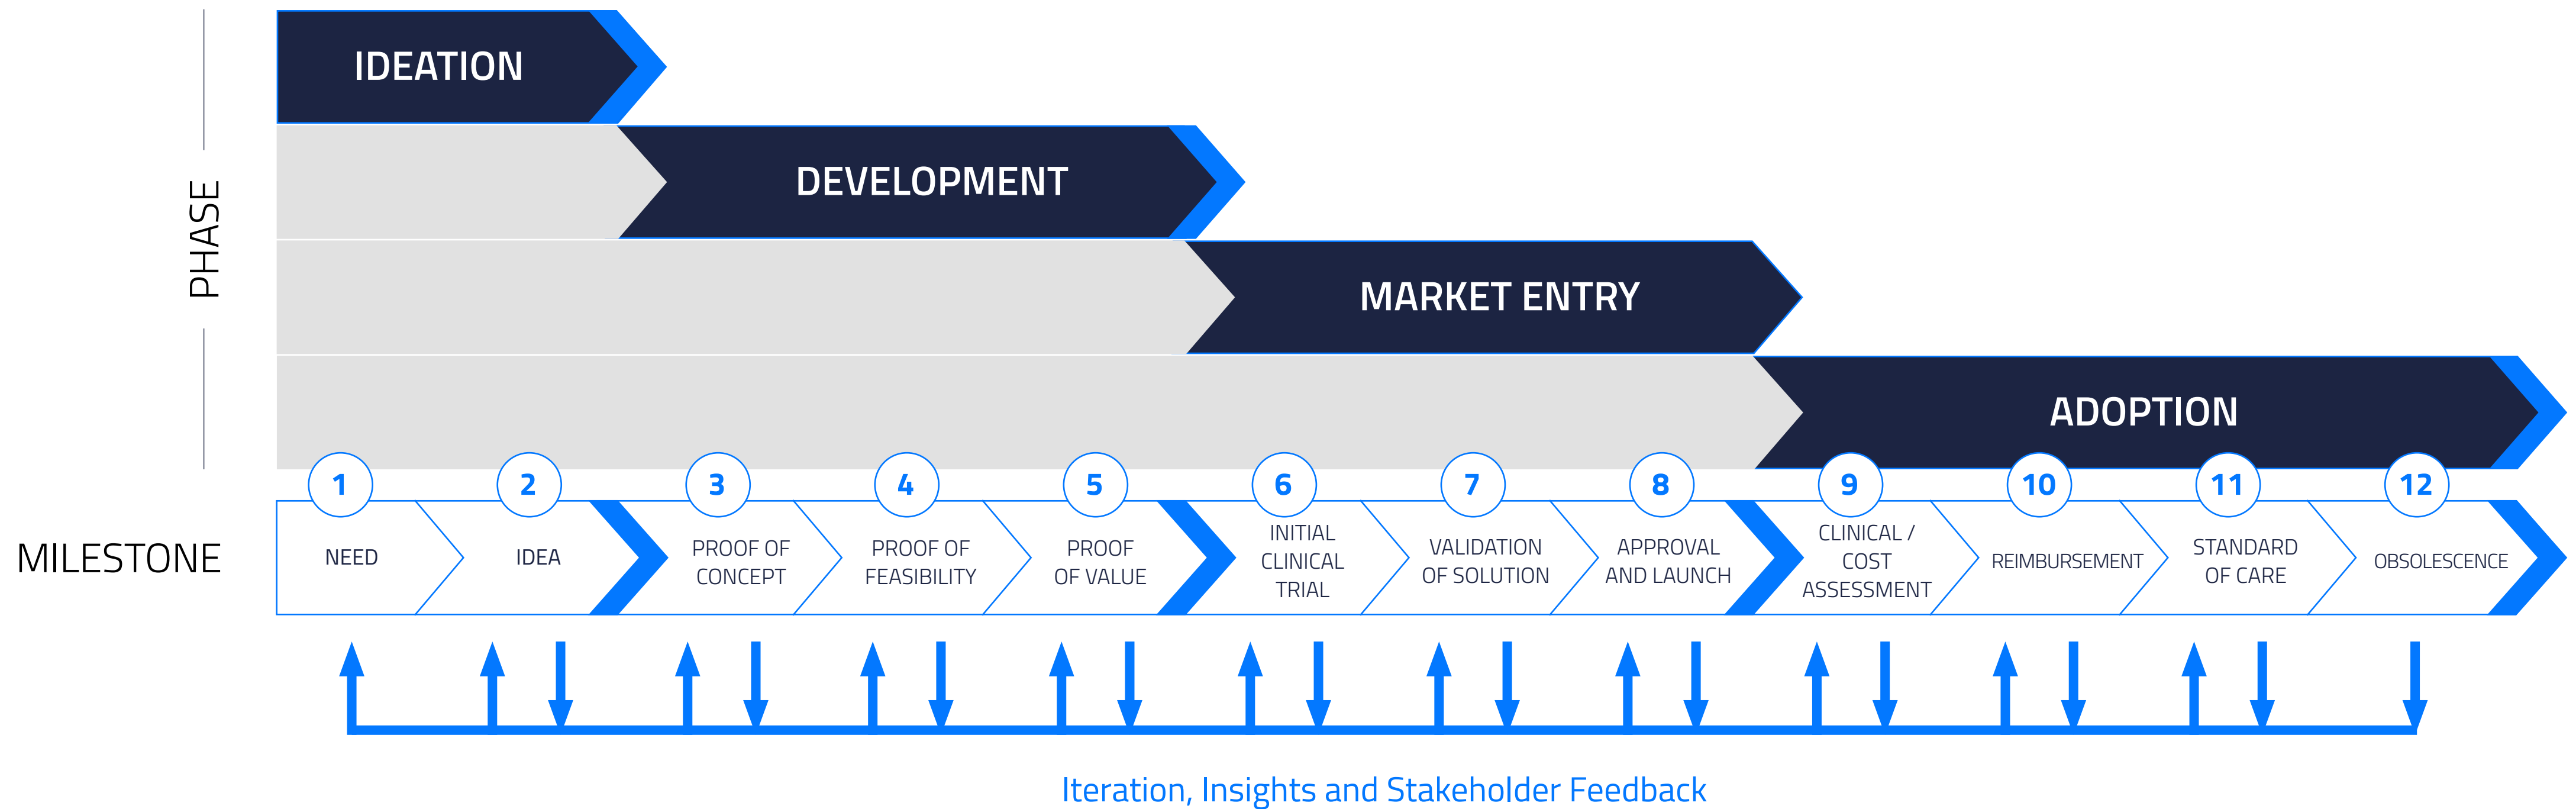 PHASE
IDEATION
DEVELOPMENT
MARKET ENTRY
ADOPTION
MILESTONE
1
NEED
2
IDEA
3
PROOF OF
CONCEPT
4
PROOF OF
FEASIBILITY
5
PROOF
OF VALUE
6
INITIAL
CLINICAL
TRIAL
7
VALIDATION
OF SOLUTION
8
APPROVAL
AND LAUNCH
9
CLINICAL /
COST
ASSESSMENT
10
REIMBURSEMENT
11
STANDARD
OF CARE
12
OBSOLESCENCE
Iteration, Insights and Stakeholder Feedback